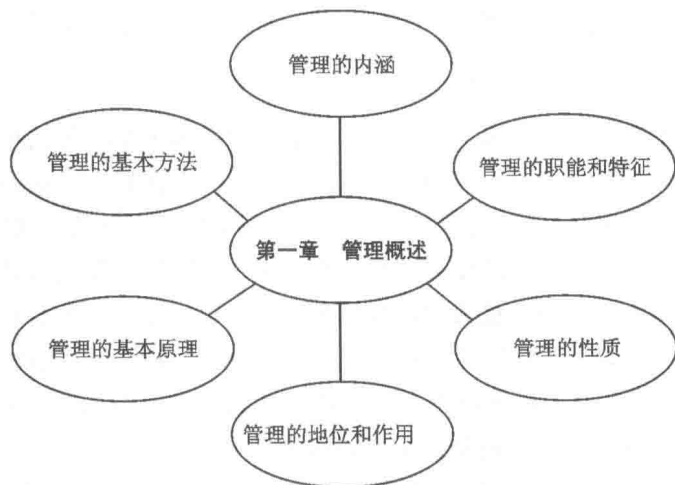 管理的内涵
管理的基本方法
管理的职能和特征
第一章　管理概述
管理的基本原理
管理的性质
管理的地位和作用